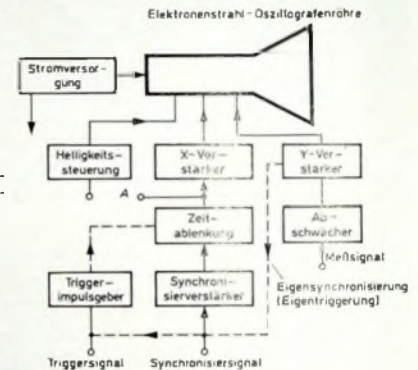 Elektronenstrahl-Oszillografenröhre
Stromversor-
gung
Helligkeits-
steuerung
X-Ver-
stärker
Y-Ver-
stärker
A
Zeit-
ablenkung
Ab-
schwächer
Meßsignal
Trigger-
impulsgeber
Synchroni-
sierverstärker
Eigensynchronisierung
(Eigentriggerung)
Triggersignal
Synchronisiersignal